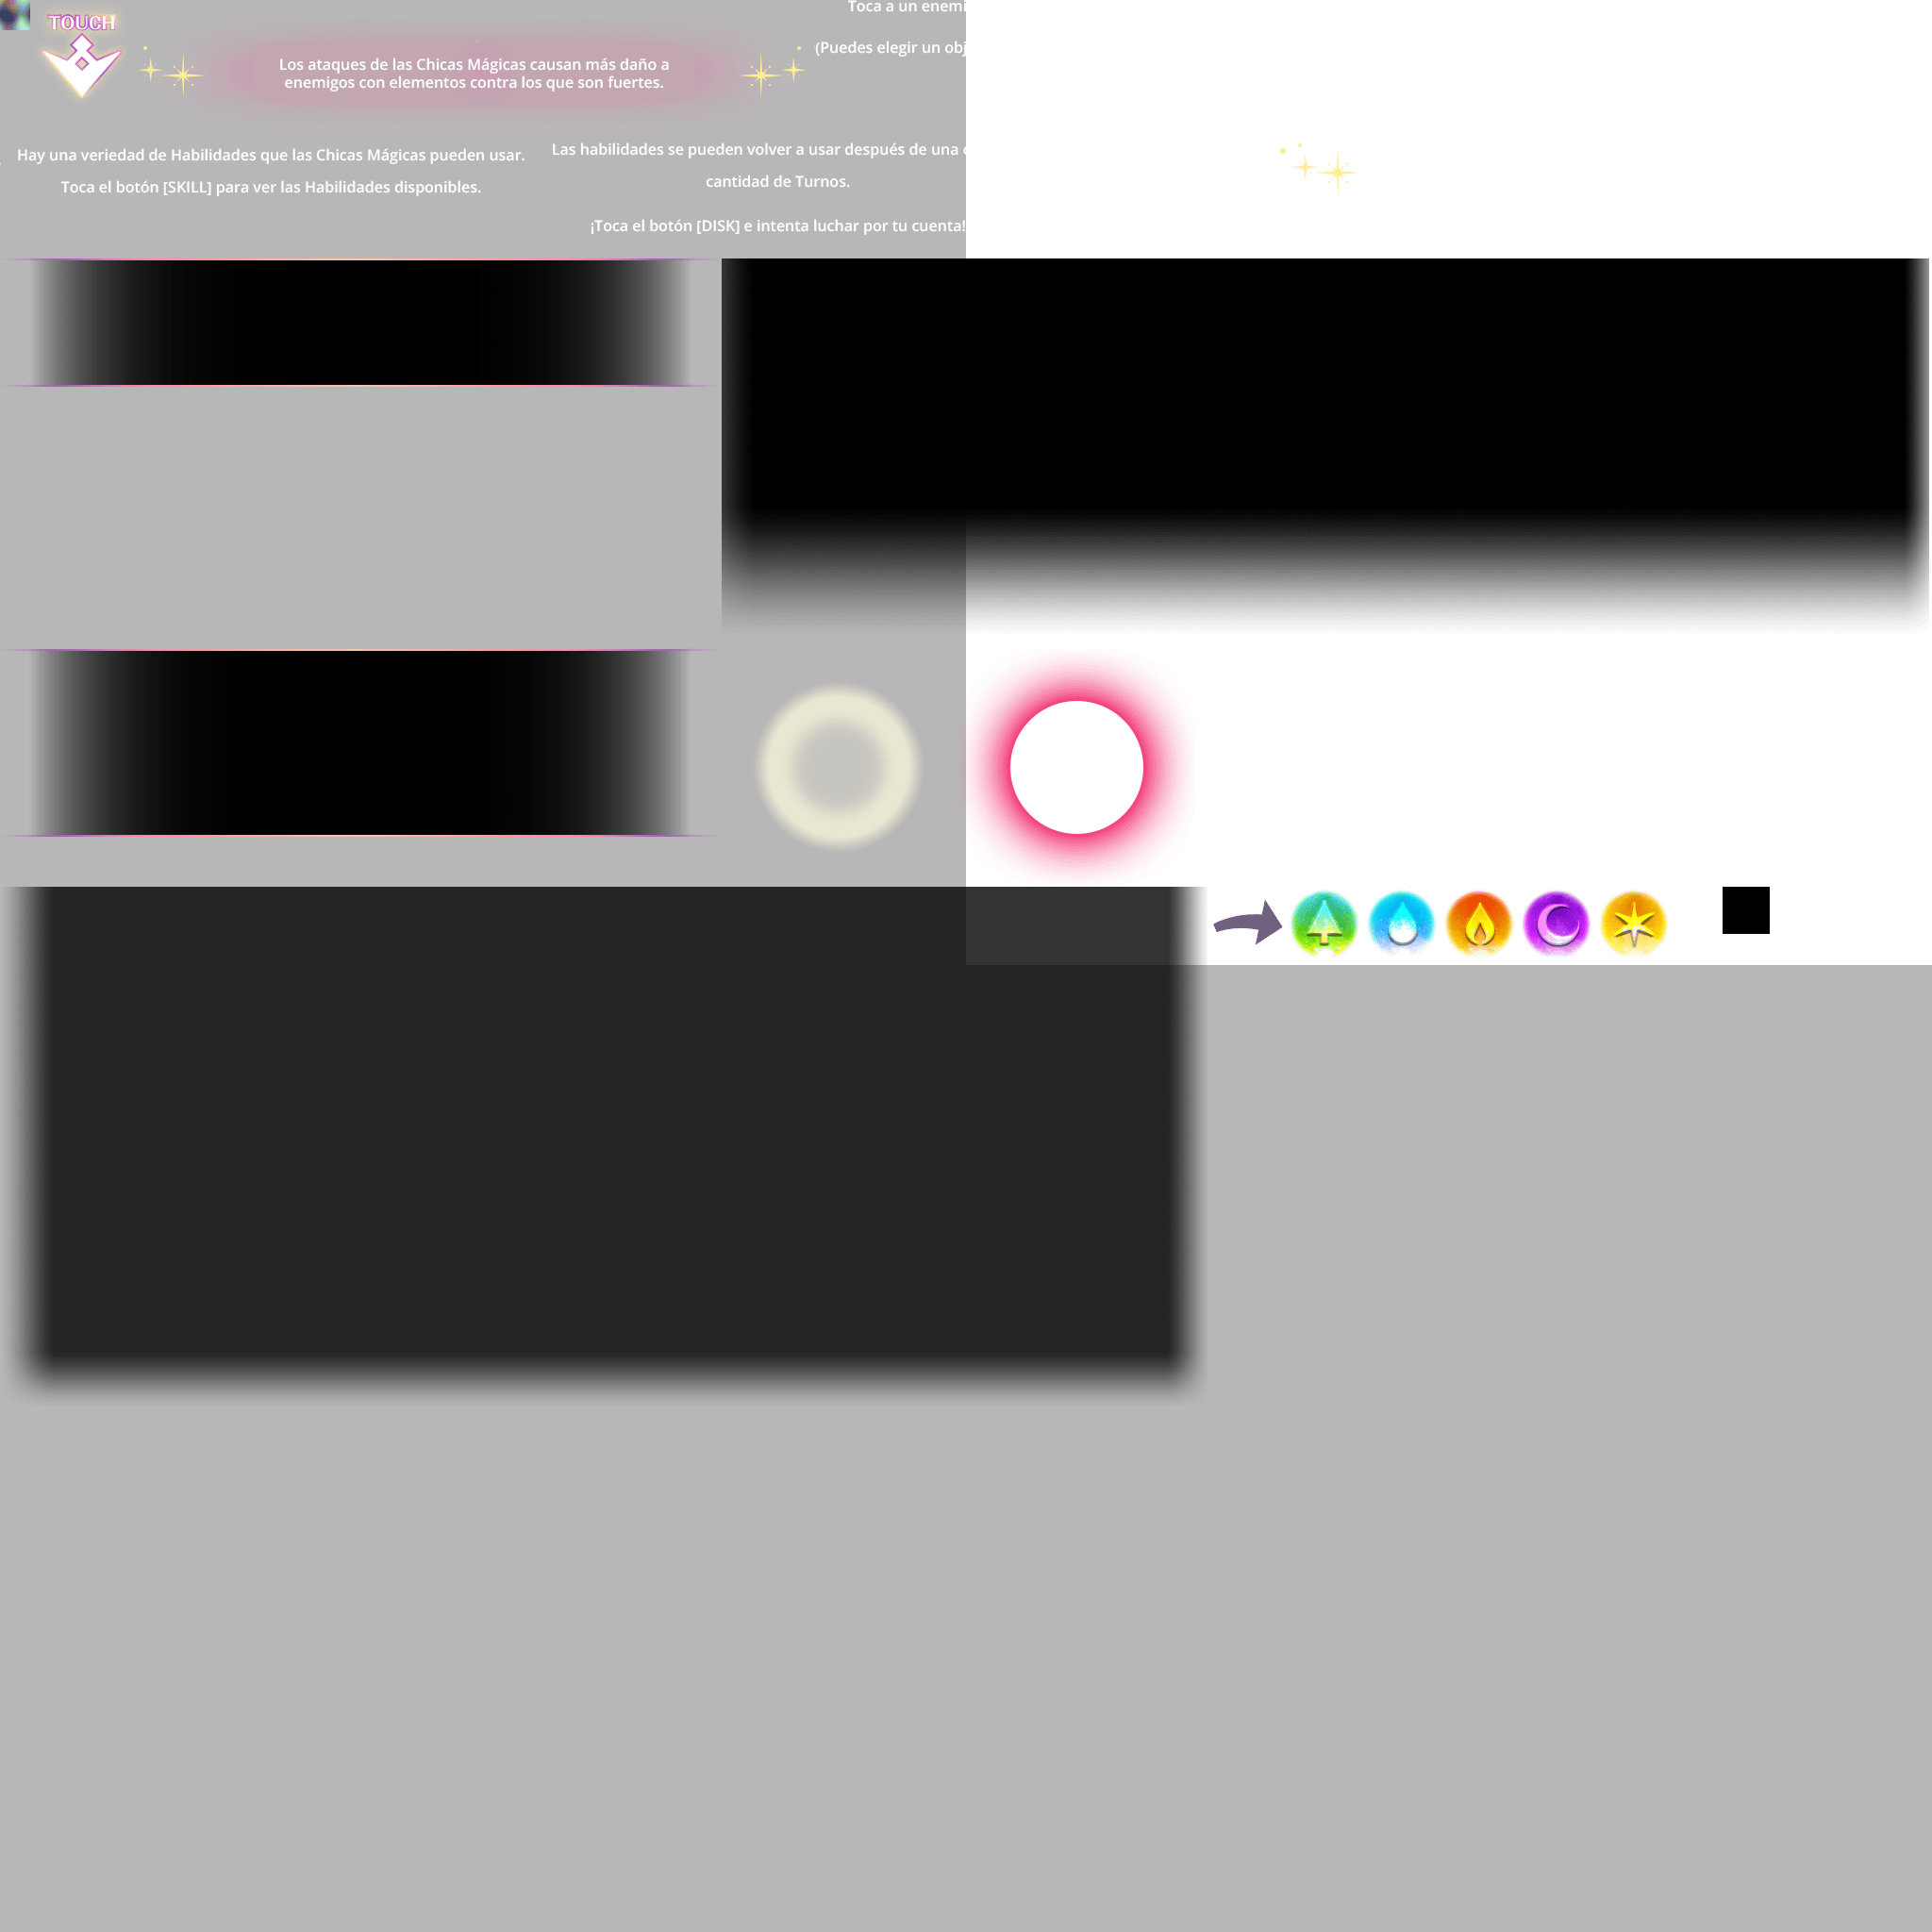 TOUCH
Los ataques de las Chicas Mágicas causan más daño a
enemigos con elementos contra los que son fuertes.
Toca a un enemi
(Puedes elegir un obj
Hay una veriedad de Habilidades que las Chicas Mágicas pueden usar.
Toca el botón [SKILL] para ver las Habilidades disponibles.
Las habilidades se pueden volver a usar después de una
cantidad de Turnos.
¡Toca el botón [DISK] e intenta luchar por tu cuenta!